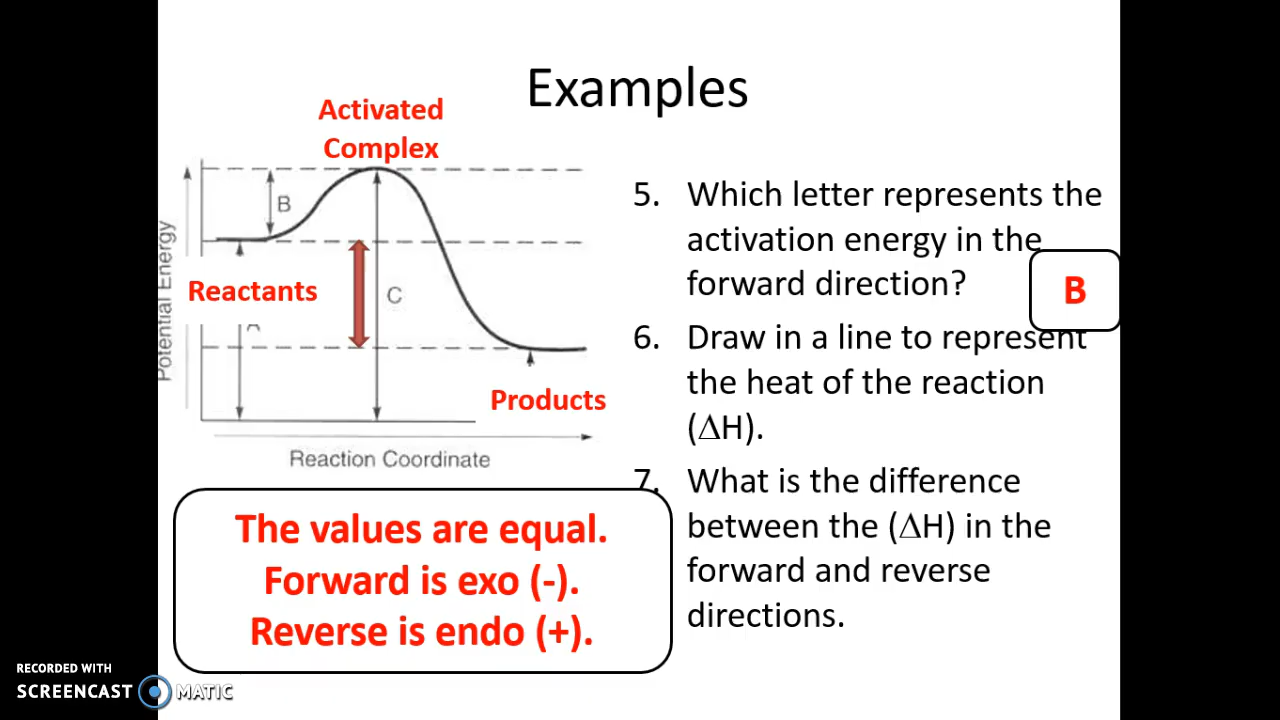 Examples
Activated
Complex
B
Potential Energy
Reactants
C
Products
Reaction Coordinate
5. Which letter represents the
activation energy in the
forward direction?
B
6. Draw in a line to represent
the heat of the reaction
(ΔH).
7. What is the difference
between the (ΔH) in the
forward and reverse
directions.
The values are equal.
Forward is exo (-).
Reverse is endo (+).
RECORDED WITH
SCREENCAST MATIC